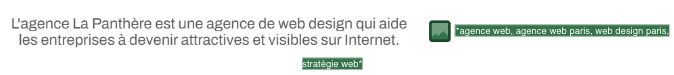 L'agence La Panthère est une agence de web design qui aide
les entreprises à devenir attractives et visibles sur Internet.
"agence web, agence web paris, web design paris,
stratégie web"